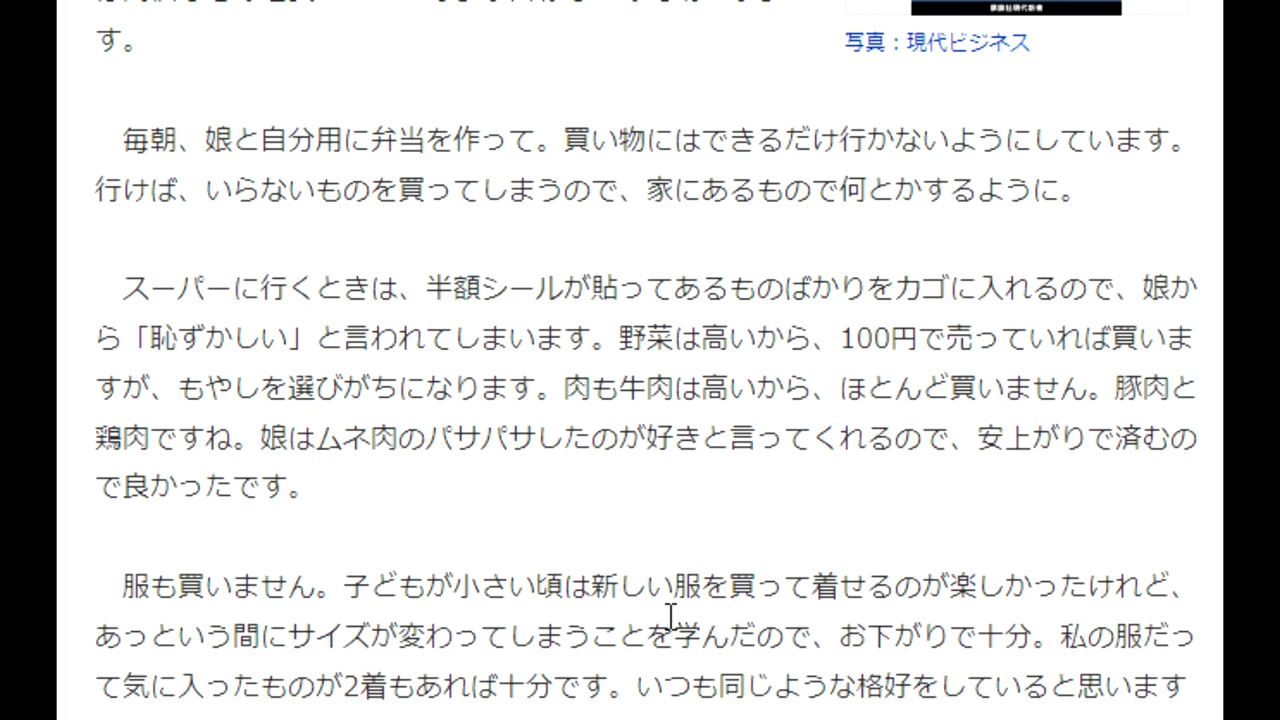 講談社現代新書
す。
写真：現代ビジネス
毎朝、娘と自分用に弁当を作って。買い物にはできるだけ行かないようにしています。
行けば、いらないものを買ってしまうので、家にあるもので何とかするように。
スーパーに行くときは、半額シールが貼ってあるものばかりをカゴに入れるので、娘か
ら「恥ずかしい」と言われてしまいます。野菜は高いから、100円で売っていれば買いま
すが、もやしを選びがちになります。肉も牛肉は高いから、ほとんど買いません。豚肉と
鶏肉ですね。娘はムネ肉のパサパサしたのが好きと言ってくれるので、安上がりで済むの
で良かったです。
服も買いません。子どもが小さい頃は新しい服を買って着せるのが楽しかったけれど、
あっという間にサイズが変わってしまうことを学んだので、お下がりで十分。私の服だっ
て気に入ったものが2着もあれば十分です。いつも同じような格好をしていると思います